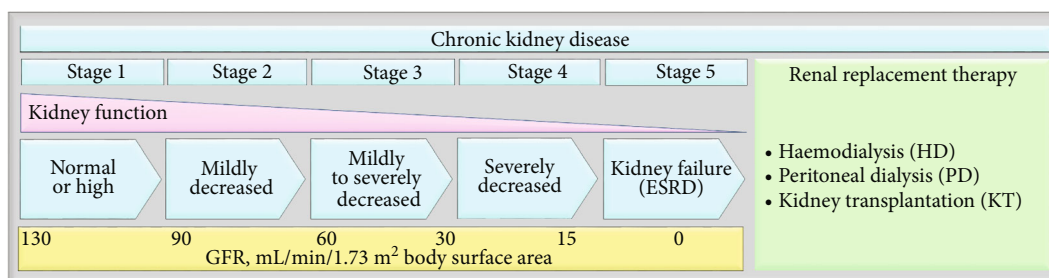 Chronic kidney disease
Stage 1
Stage 2
Stage 3
Stage 4
Stage 5
Kidney function
Normal
or high
Mildly
decreased
Mildly
to severely
decreased
Severely
decreased
Kidney failure
(ESRD)
130 90 60 30 15 0
GFR, mL/min/1.73 m² body surface area
Renal replacement therapy
• Haemodialysis (HD)
• Peritoneal dialysis (PD)
• Kidney transplantation (KT)